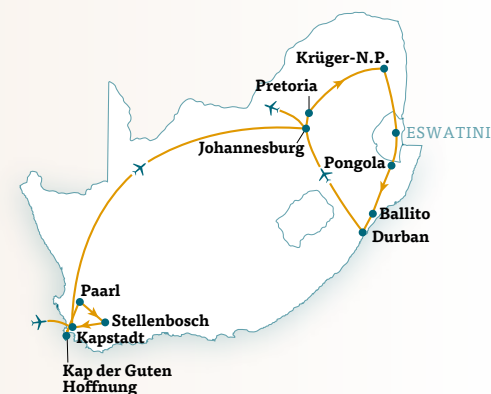 Krüger-N.P.
Pretoria
ESWATINI
Johannesburg
Pongola
Ballito
Durban
Paarl
Stellenbosch
Kapstadt
Kap der Guten
Hoffnung